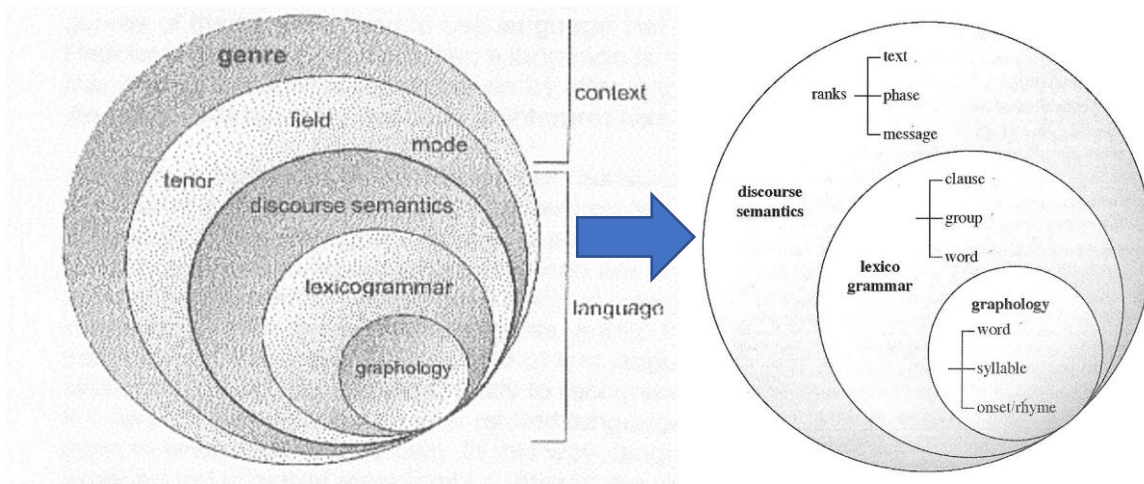 genre
field
mode
tenor
discourse semantics
lexicogrammar
graphology
context
language
text
ranks
phase
message
discourse
semantics
clause
group
word
lexico
grammar
graphology
word
syllable
onset/rhyme